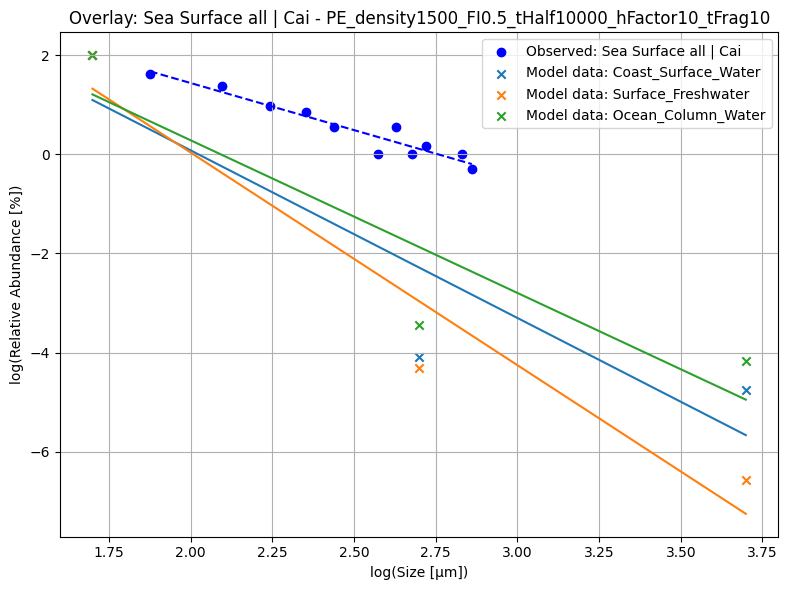 Overlay: Sea Surface all | Cai - PE_density1500_FI0.5_tHalf10000_hFactor10_tFrag10
Observed: Sea Surface all | Cai
Model data: Coast_Surface_Water
Model data: Surface_Freshwater
Model data: Ocean_Column_Water
log(Relative Abundance [%])
2
0
−2
−4
−6
1.75
2.00
2.25
2.50
2.75
3.00
3.25
3.50
3.75
log(Size [μm])